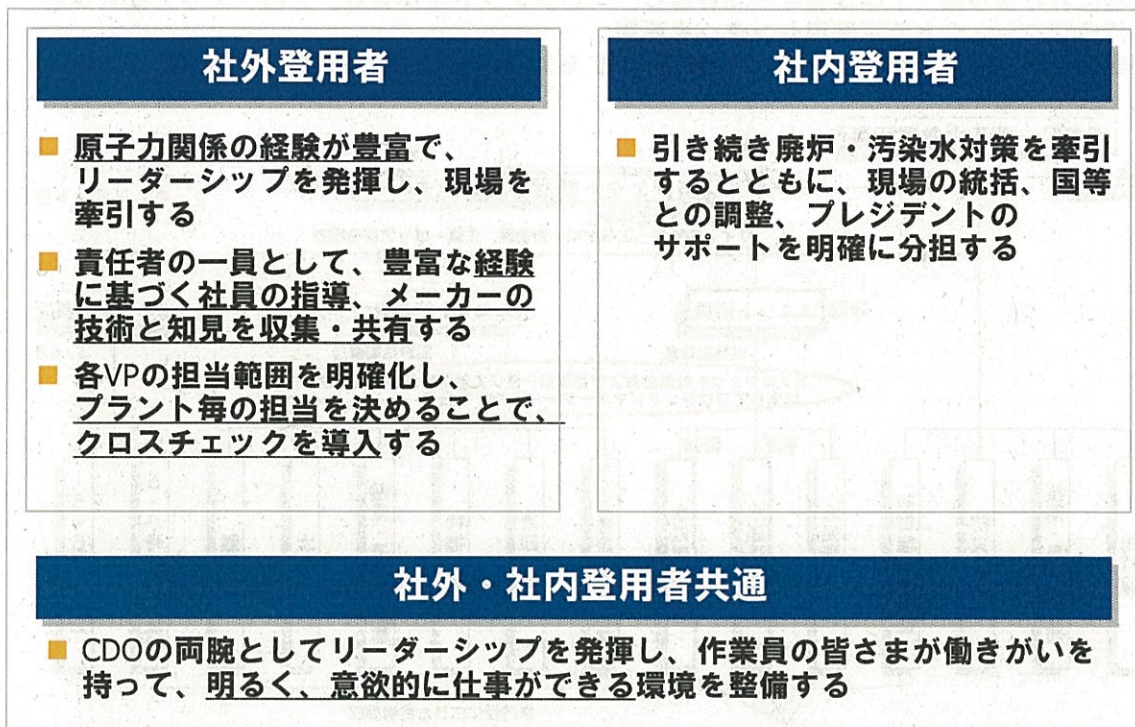 社外登用者
■ 原子力関係の経験が豊富で、
リーダーシップを発揮し、現場を
牽引する
■ 責任者の一員として、豊富な経験
に基づく社員の指導、メーカーの
技術と知見を収集・共有する
■ 各VPの担当範囲を明確化し、
プラント毎の担当を決めることで、
クロスチェックを導入する
社内登用者
■ 引き続き廃炉・汚染水対策を牽引
するとともに、現場の統括、国等
との調整、プレジデントの
サポートを明確に分担する
社外・社内登用者共通
■ CDOの両腕としてリーダーシップを発揮し、作業員の皆さまが働きがいを
持って、明るく、意欲的に仕事ができる環境を整備する